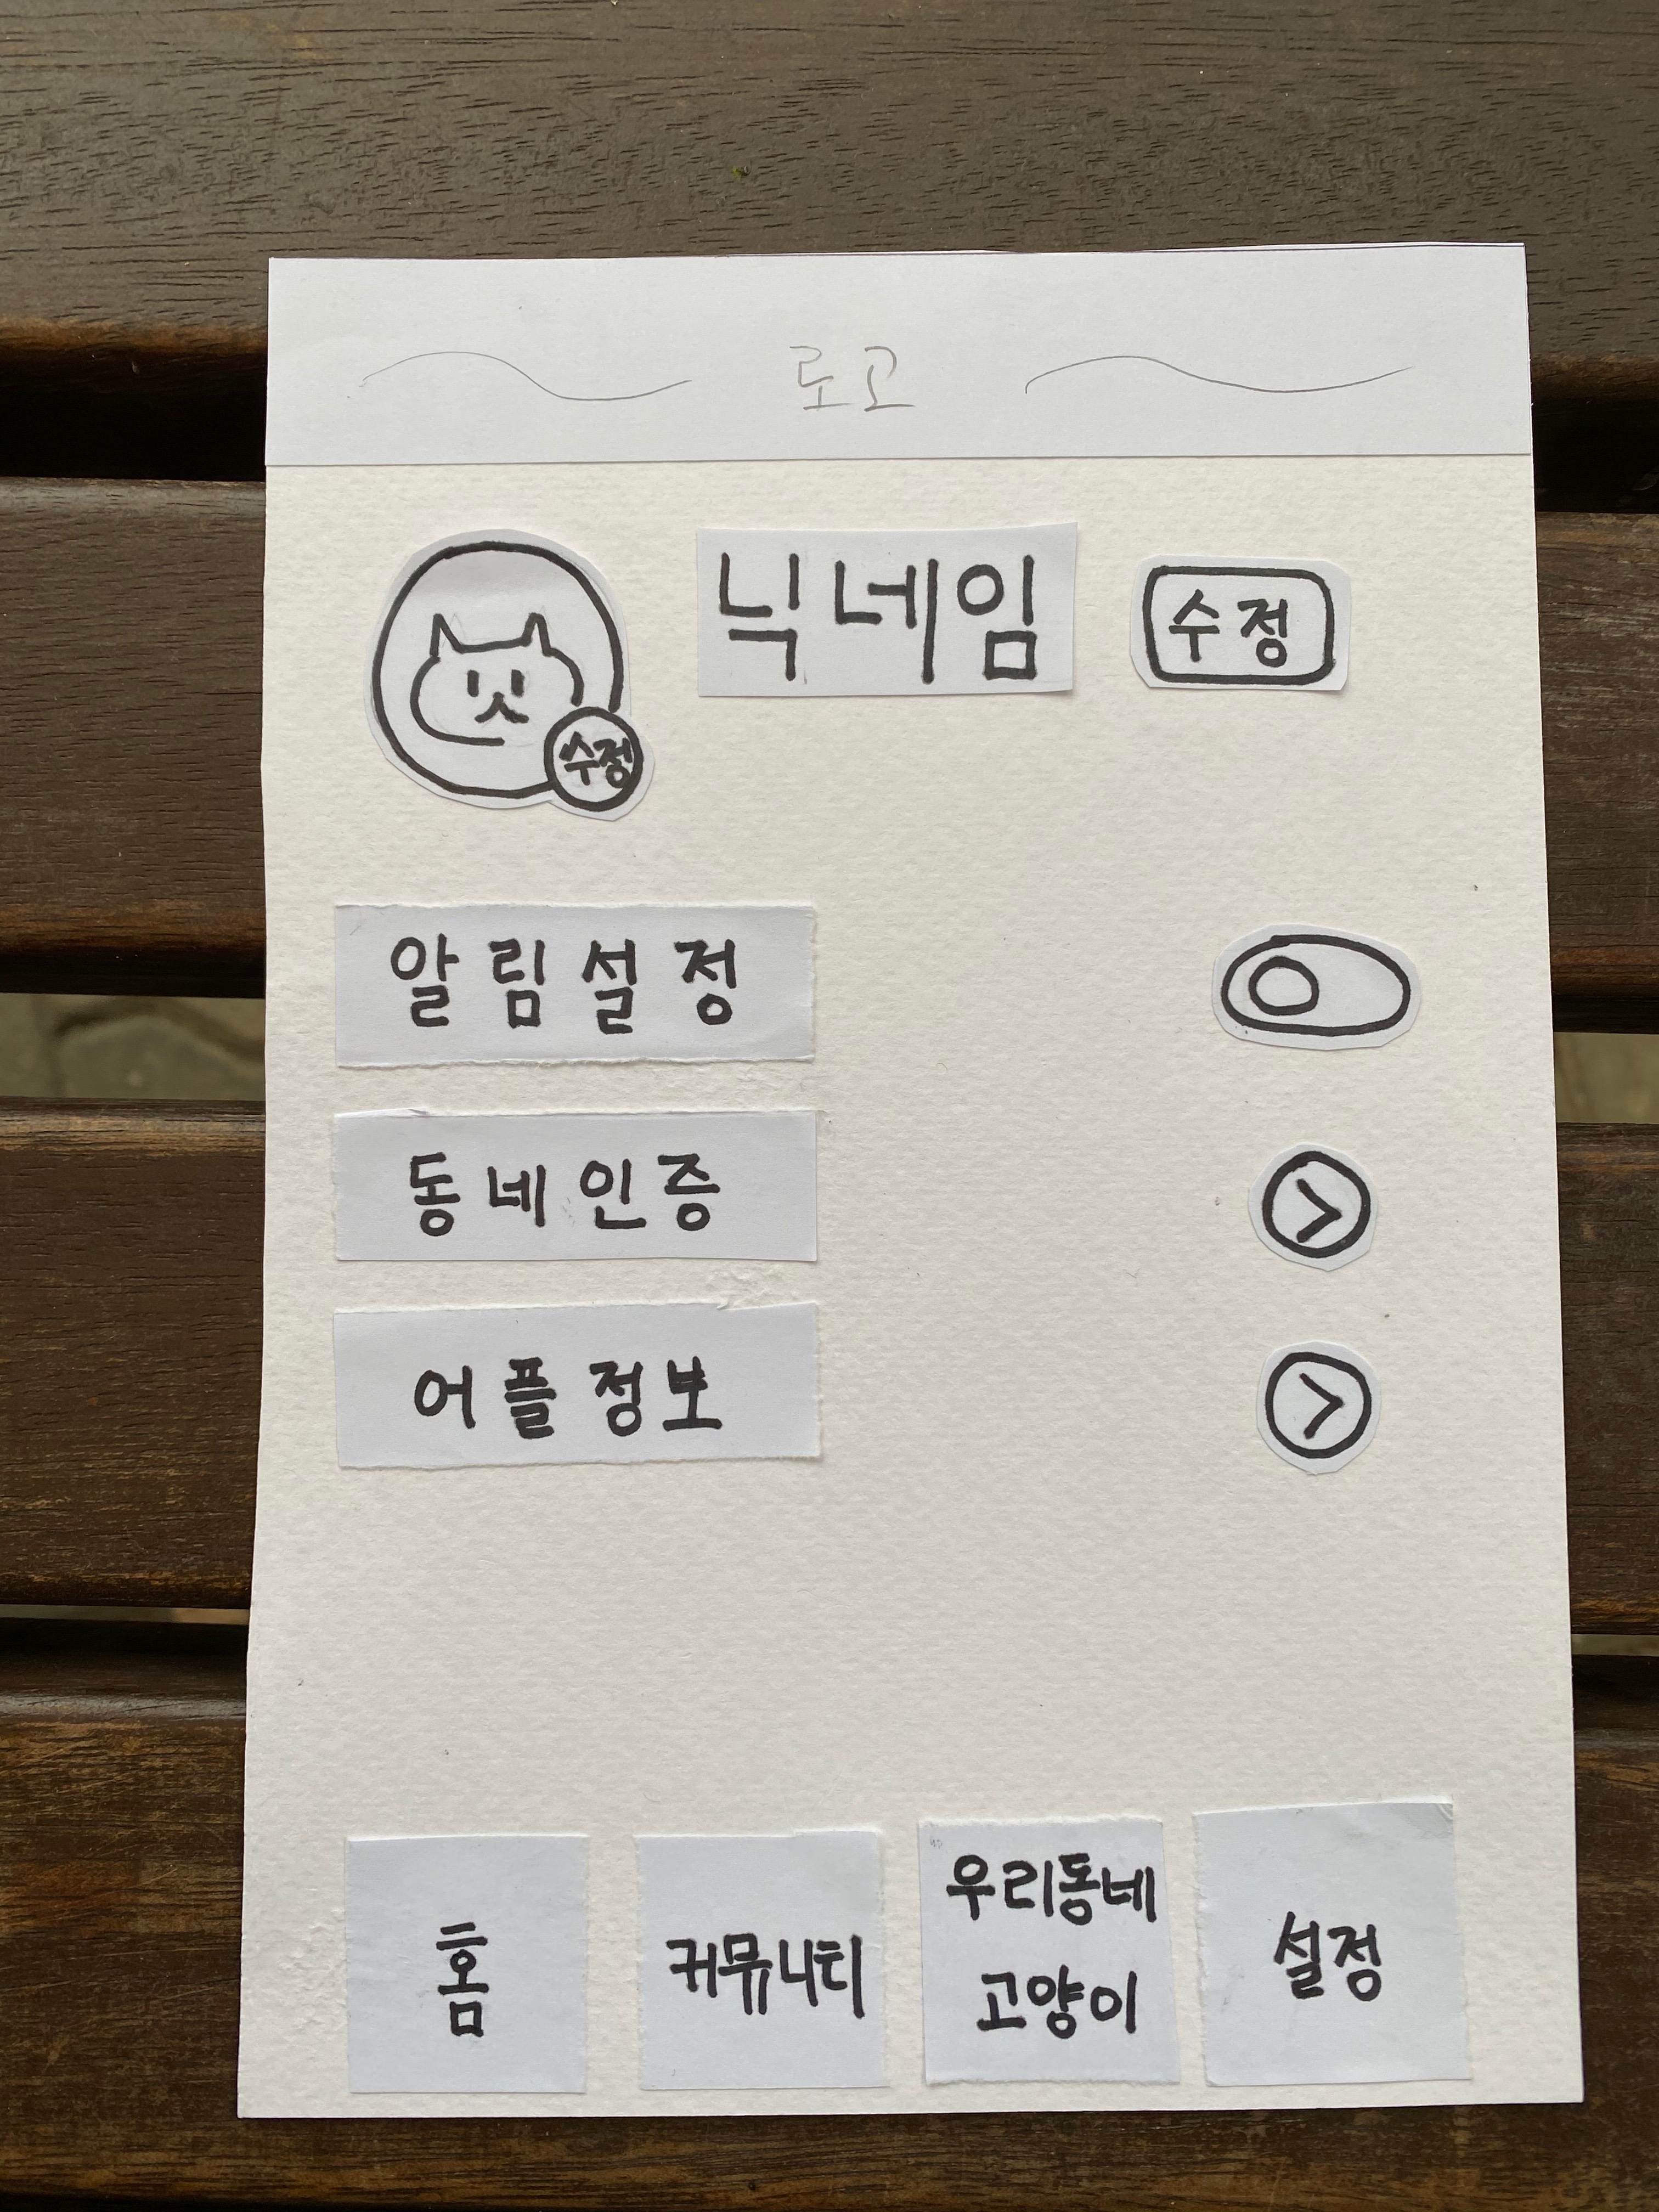 로고
닉네임
수정
수정
알림설정
동네인증
어플정보
홈
커뮤니티
우리동네
고양이
설정